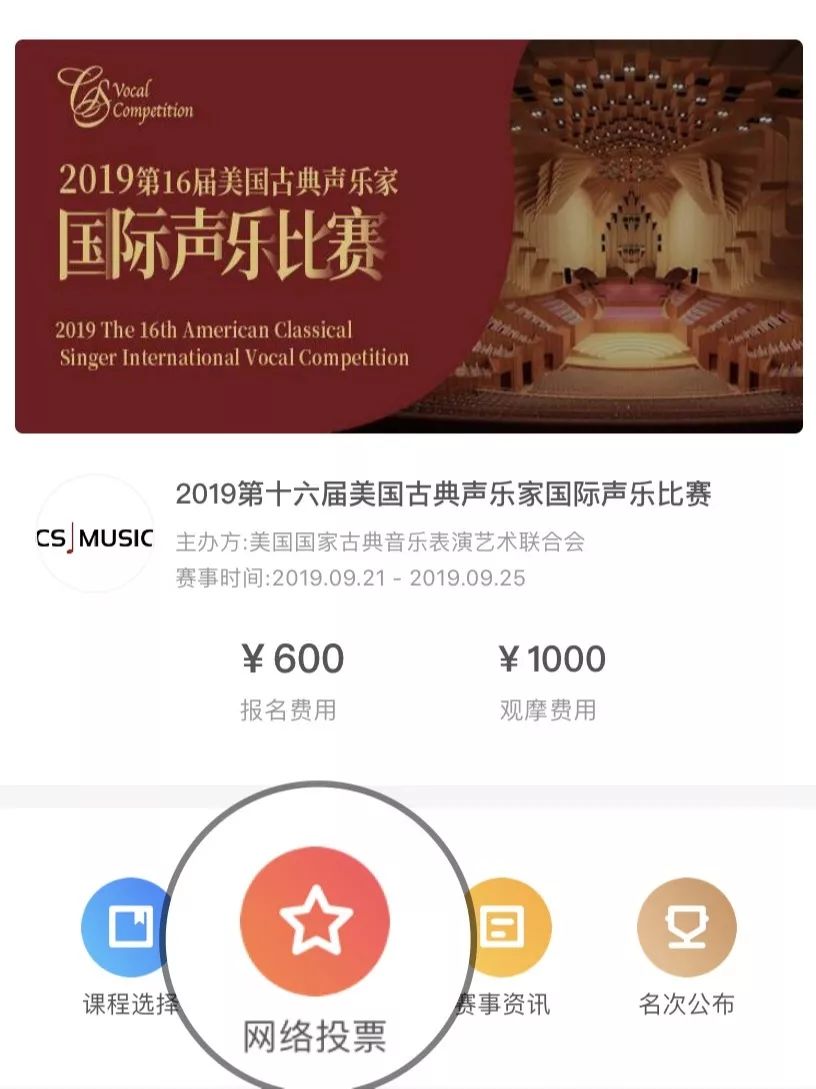 CS Vocal
Competition
2019第16届美国古典声乐家
国际声乐比赛
2019 The 16th American Classical
Singer International Vocal Competition
CS MUSIC
2019第十六届美国古典声乐家国际声乐比赛
主办方:美国国家古典音乐表演艺术联合会
赛事时间:2019.09.21 - 2019.09.25
¥ 600
¥ 1000
报名费用
观摩费用
课程选择
网络投票
赛事资讯
名次公布